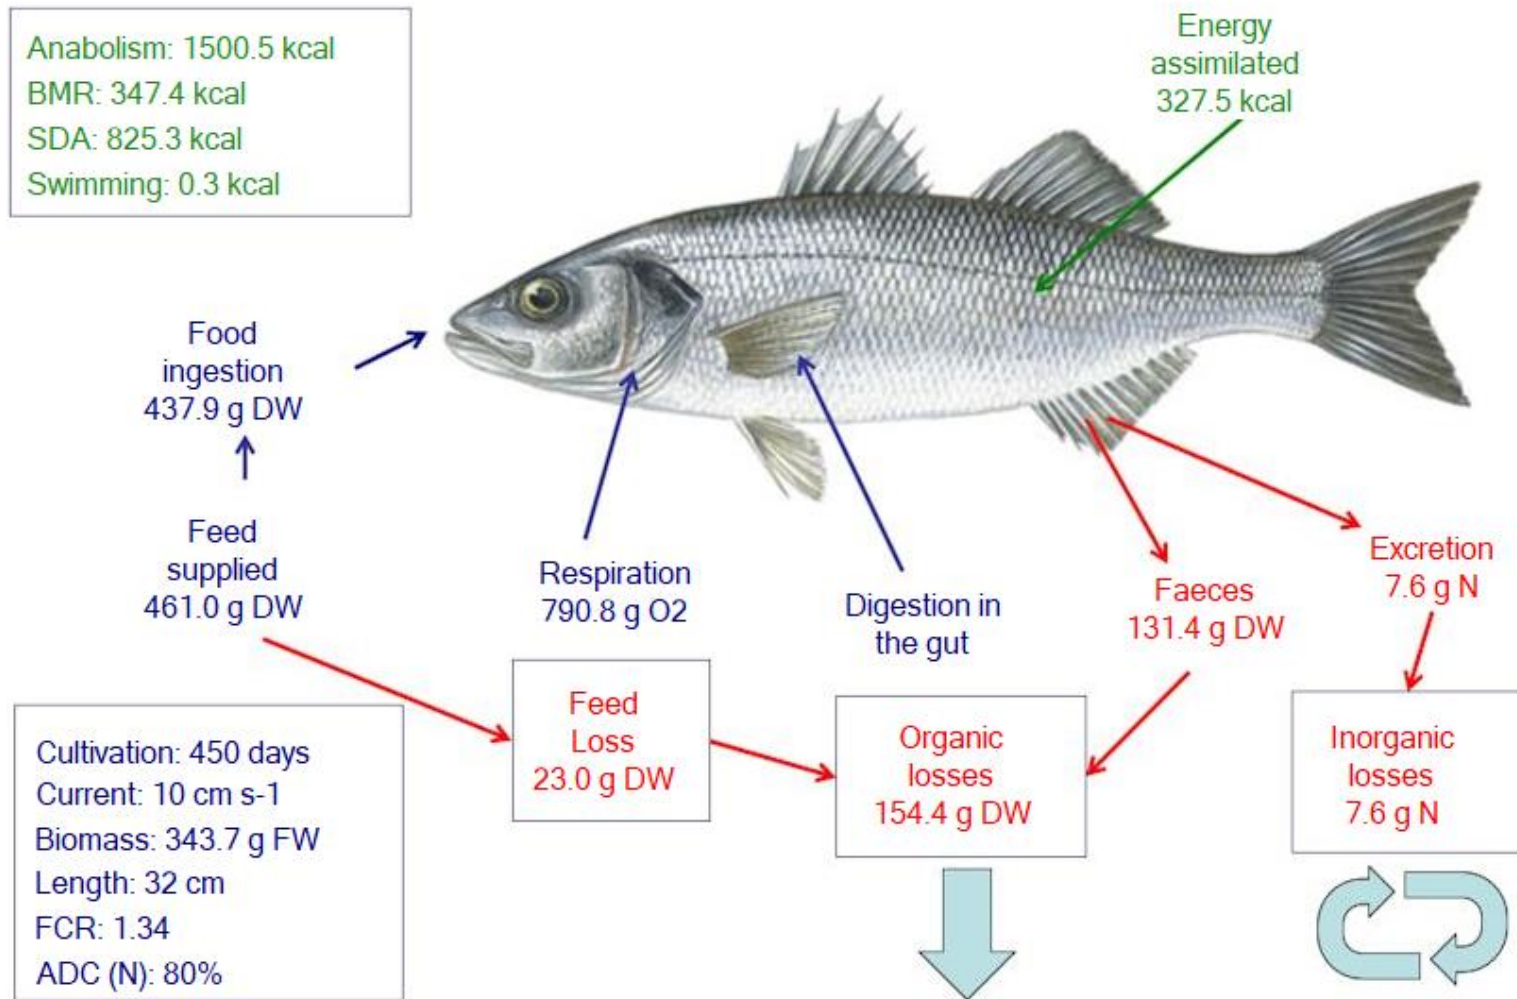 Anabolism: 1500.5 kcal
BMR: 347.4 kcal
SDA: 825.3 kcal
Swimming: 0.3 kcal
Energy
assimilated
327.5 kcal
Food
ingestion
437.9 g DW
Feed
supplied
461.0 g DW
Respiration
790.8 g O2
Digestion in
the gut
Faeces
131.4 g DW
Excretion
7.6 g N
Feed
Loss
23.0 g DW
Organic
losses
154.4 g DW
Inorganic
losses
7.6 g N
Cultivation: 450 days
Current: 10 cm s-1
Biomass: 343.7 g FW
Length: 32 cm
FCR: 1.34
ADC (N): 80%